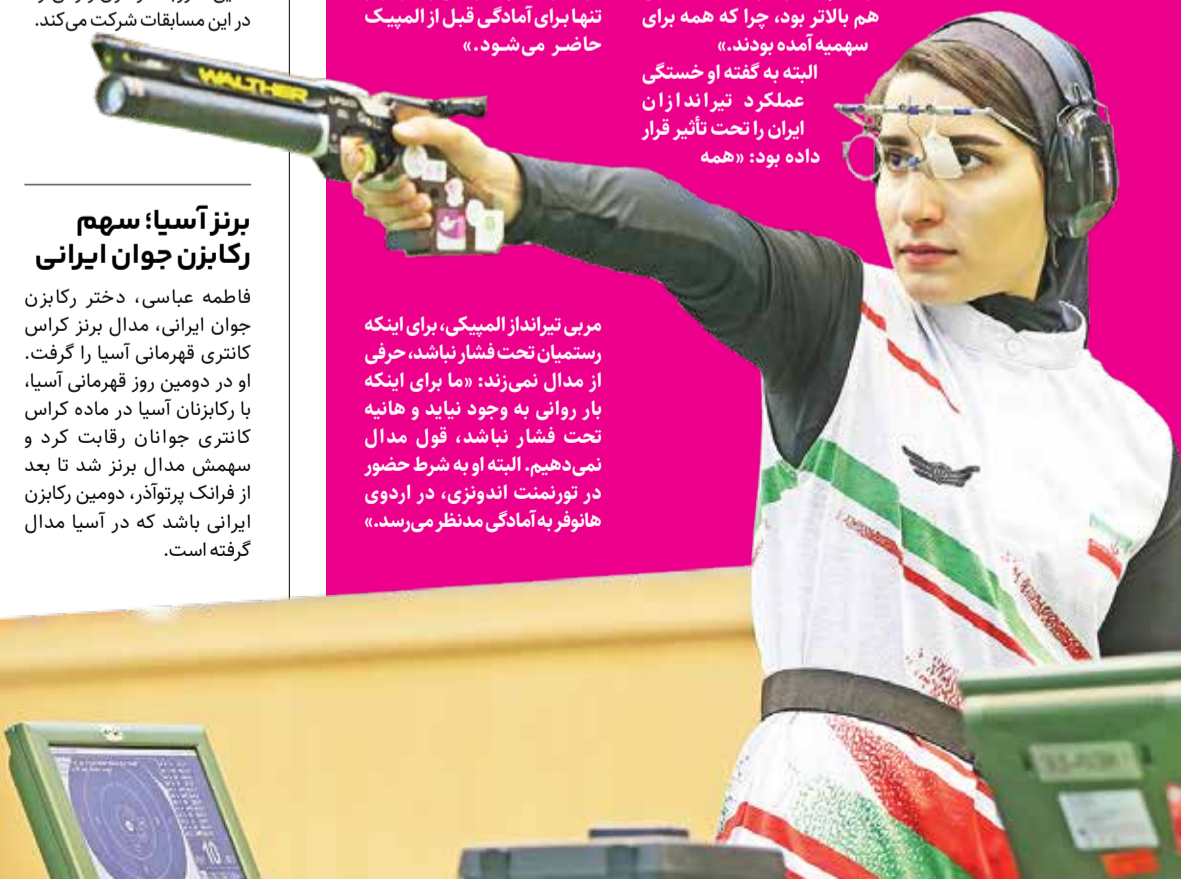 هم بالاتر بود، چرا که همه برای
سهمیه آمده بودند.»
البته به گفته او خستگی
عملکرد تیراندازان
ایران را تحت تأثیر قرار
داده بود: «همه
تنها برای آمادگی قبل از المپیک
حاضر می‌شود.»
مربی تیرانداز المپیکی، برای اینکه
رستمیان تحت فشار نباشد، حرفی
از مدال نمی‌زند: «ما برای اینکه
بار روانی به وجود نیاید و هانیه
تحت فشار نباشد، قول مدال
نمی‌دهیم. البته او به شرط حضور
در تورنمنت اندونزی، در اردوی
هانوفر به آمادگی مدنظر می‌رسد.»
در این مسابقات شرکت می‌کند.
برنز آسیا؛ سهم
رکابزن جوان ایرانی
فاطمه عباسی، دختر رکابزن
جوان ایرانی، مدال برنز کراس
کانتری قهرمانی آسیا را گرفت.
او در دومین روز قهرمانی آسیا،
با رکابزنان آسیا در ماده کراس
کانتری جوانان رقابت کرد و
سهمش مدال برنز شد تا بعد
از فرانک پرتوآذر، دومین رکابزن
ایرانی باشد که در آسیا مدال
گرفته است.
WALTHER
10